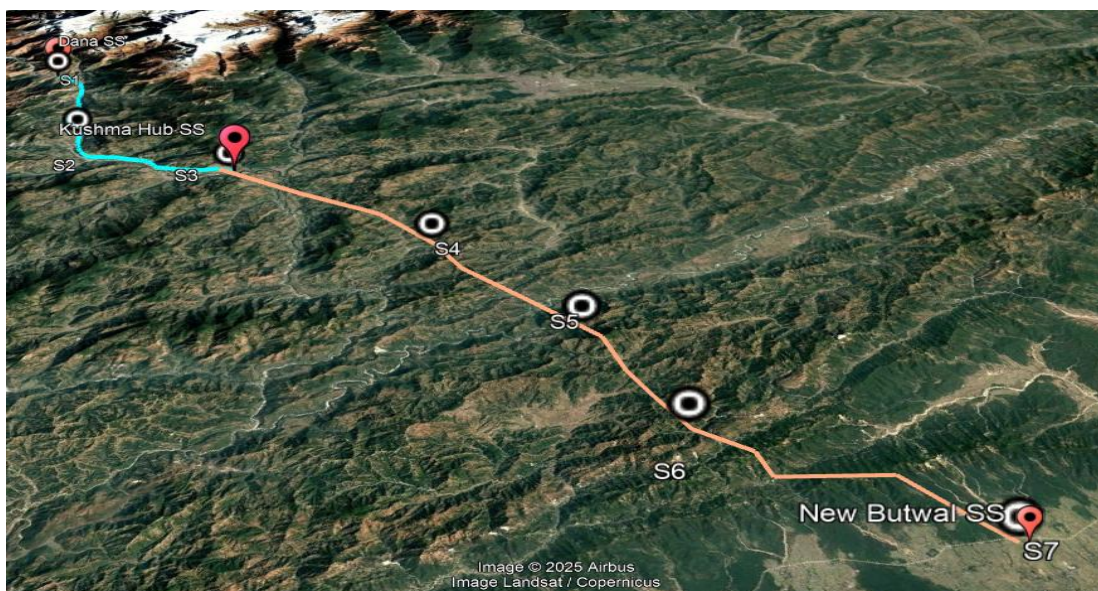 Dana SS
S1
Kushma Hub SS
S2
S3
S4
S5
S6
New Butwal SS
S7
Image © 2025 Airbus
Image Landsat / Copernicus